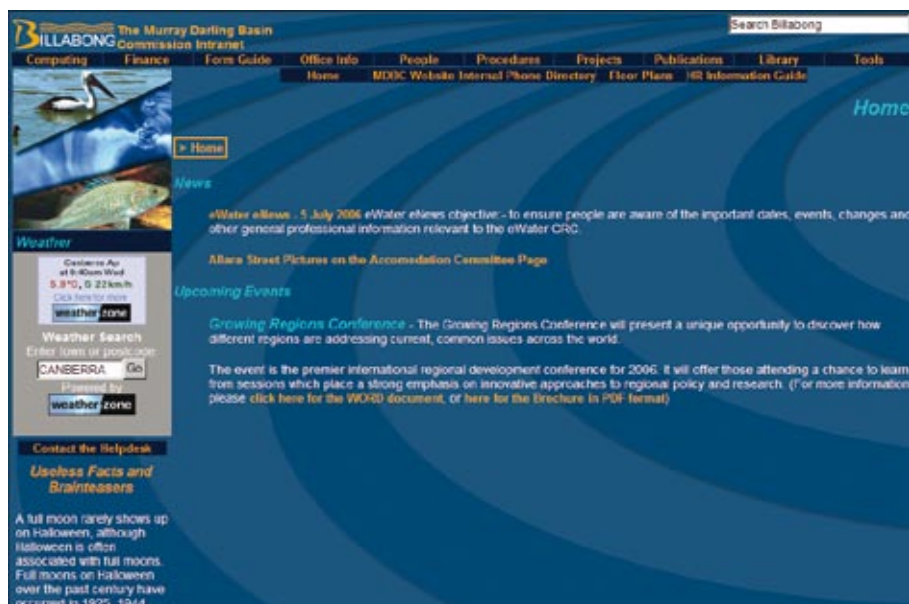 BILLABONG The Murray Darling Basin
Commission Intranet
Search Billabong
Computing Finance Form Guide Office Info People Procedures Projects Publications Library Tools
Home MDBC Website Internal Phone Directory Floor Plans HR Information Guide
Home
► Home
News
eWater eNews - 5 July 2006 eWater eNews objective:- to ensure people are aware of the important dates, events, changes and
other general professional information relevant to the eWater CRC.
Allara Street Pictures on the Accomodation Committee Page
Upcoming Events
Growing Regions Conference - The Growing Regions Conference will present a unique opportunity to discover how
different regions are addressing current, common issues across the world.
The event is the premier international regional development conference for 2006. It will offer those attending a chance to learn
from sessions which place a strong emphasis on innovative approaches to regional policy and research. (For more information
please click here for the WORD document, or here for the Brochure in PDF format)
Weather
Canberra Ap
at 9:40am Wed
5.9°C, S 22km/h
Click here for more
weatherzone
Weather Search
Enter town or postcode
CANBERRA Go
Powered by
weatherzone
Contact the Helpdesk
Useless Facts and
Brainteasers
A full moon rarely shows up
on Halloween, although
Halloween is often
associated with full moons.
Full moons on Halloween
over the past century have
occurred in 1925, 1944,